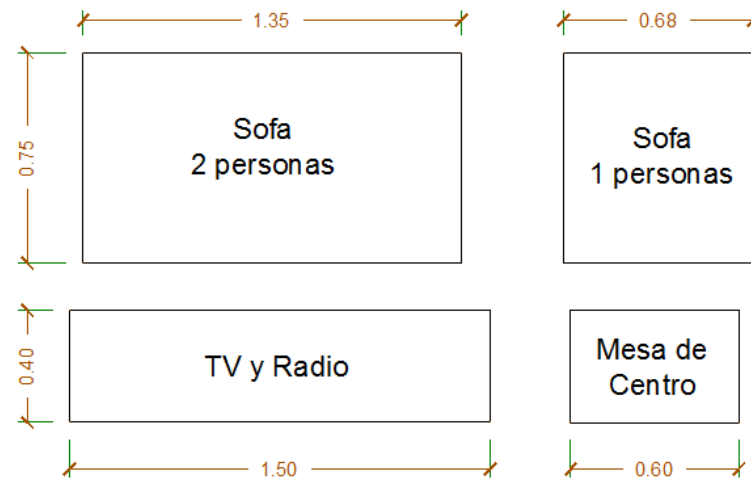 1.35
0.68
0.75
Sofa
2 personas
Sofa
1 personas
0.40
TV y Radio
Mesa de
Centro
1.50
0.60